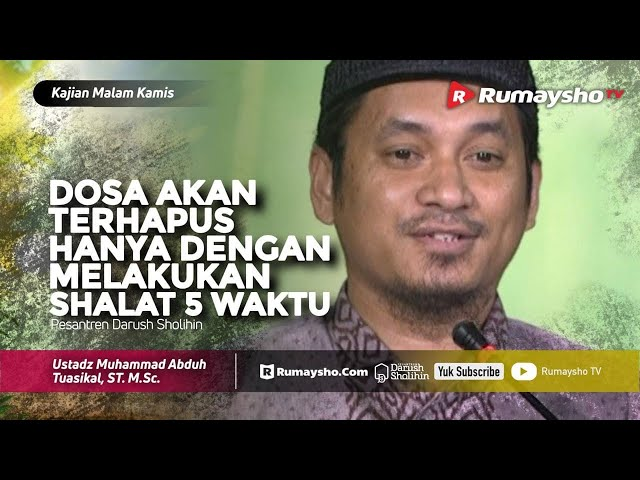 Kajian Malam Kamis
R Rumaysho TV
DOSA AKAN
TERHAPUS
HANYA DENGAN
MELAKUKAN
SHALAT 5 WAKTU
Pesantren Darush Sholihin
Ustadz Muhammad Abduh
Tuasikal, ST. M.Sc.
R Rumaysho.Com
Darush
Sholihin
Yuk Subscribe
Rumaysho TV